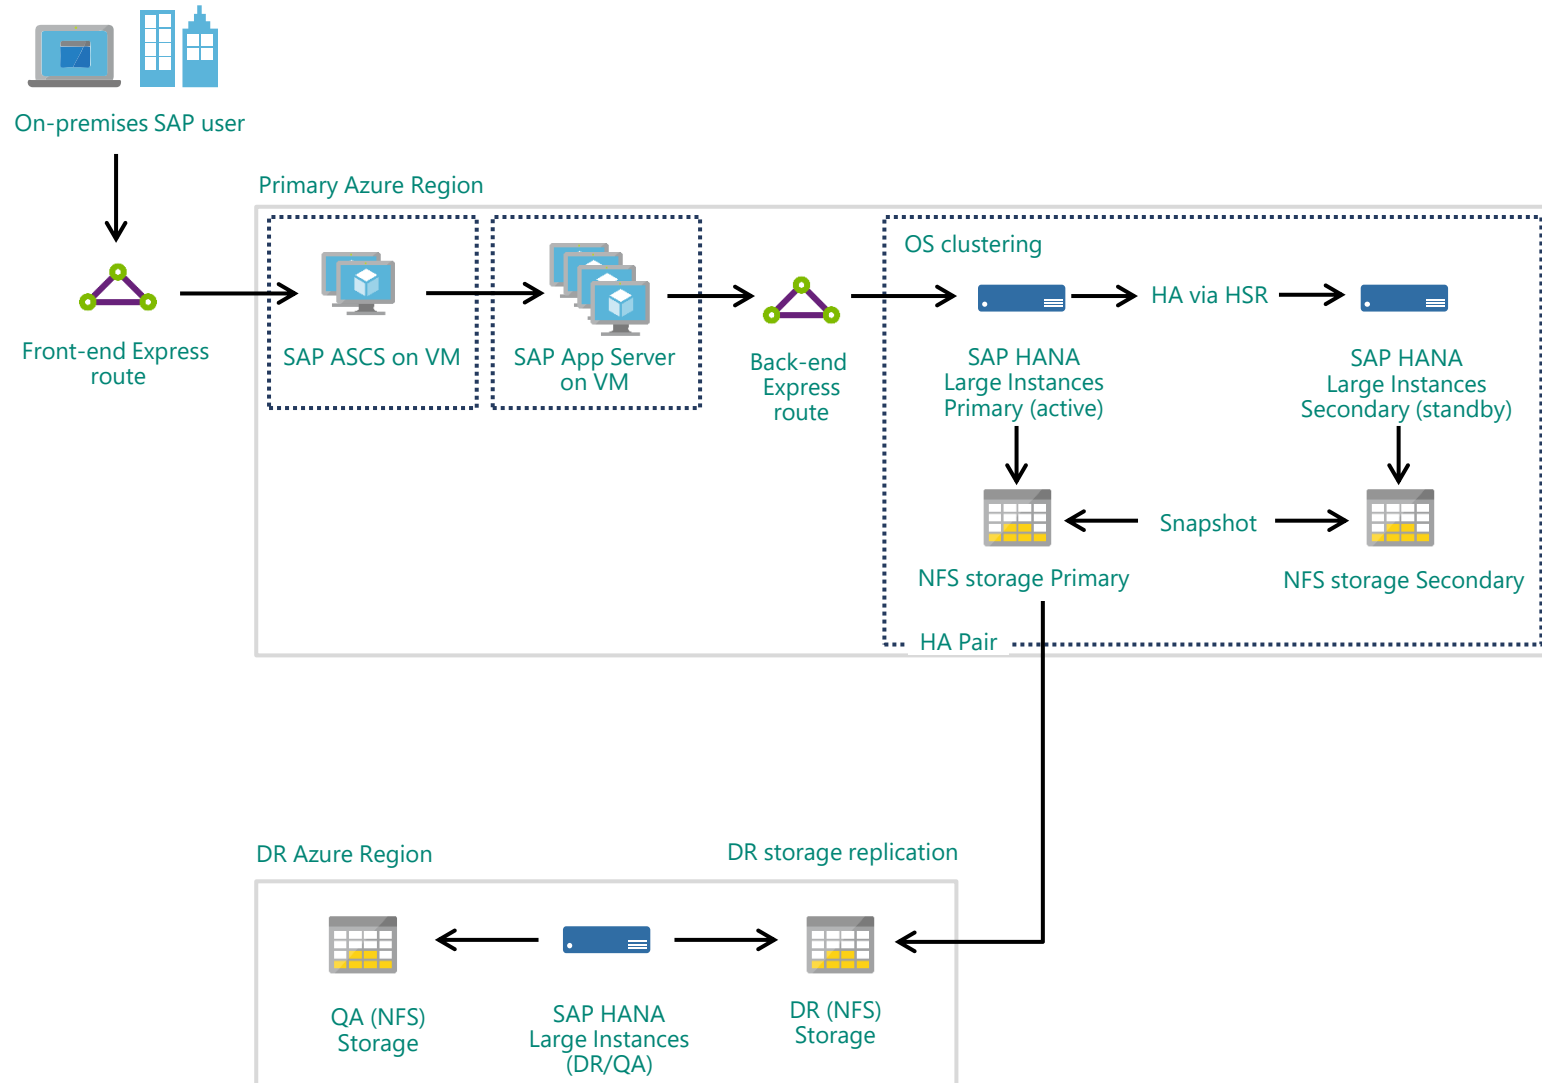 On-premises SAP user
Primary Azure Region
OS clustering
HA via HSR
Front-end Express
route
SAP ASCS on VM
SAP App Server
on VM
Back-end
Express
route
SAP HANA
Large Instances
Primary (active)
SAP HANA
Large Instances
Secondary (standby)
Snapshot
NFS storage Primary
NFS storage Secondary
HA Pair
DR Azure Region
DR storage replication
QA (NFS)
Storage
SAP HANA
Large Instances
(DR/QA)
DR (NFS)
Storage